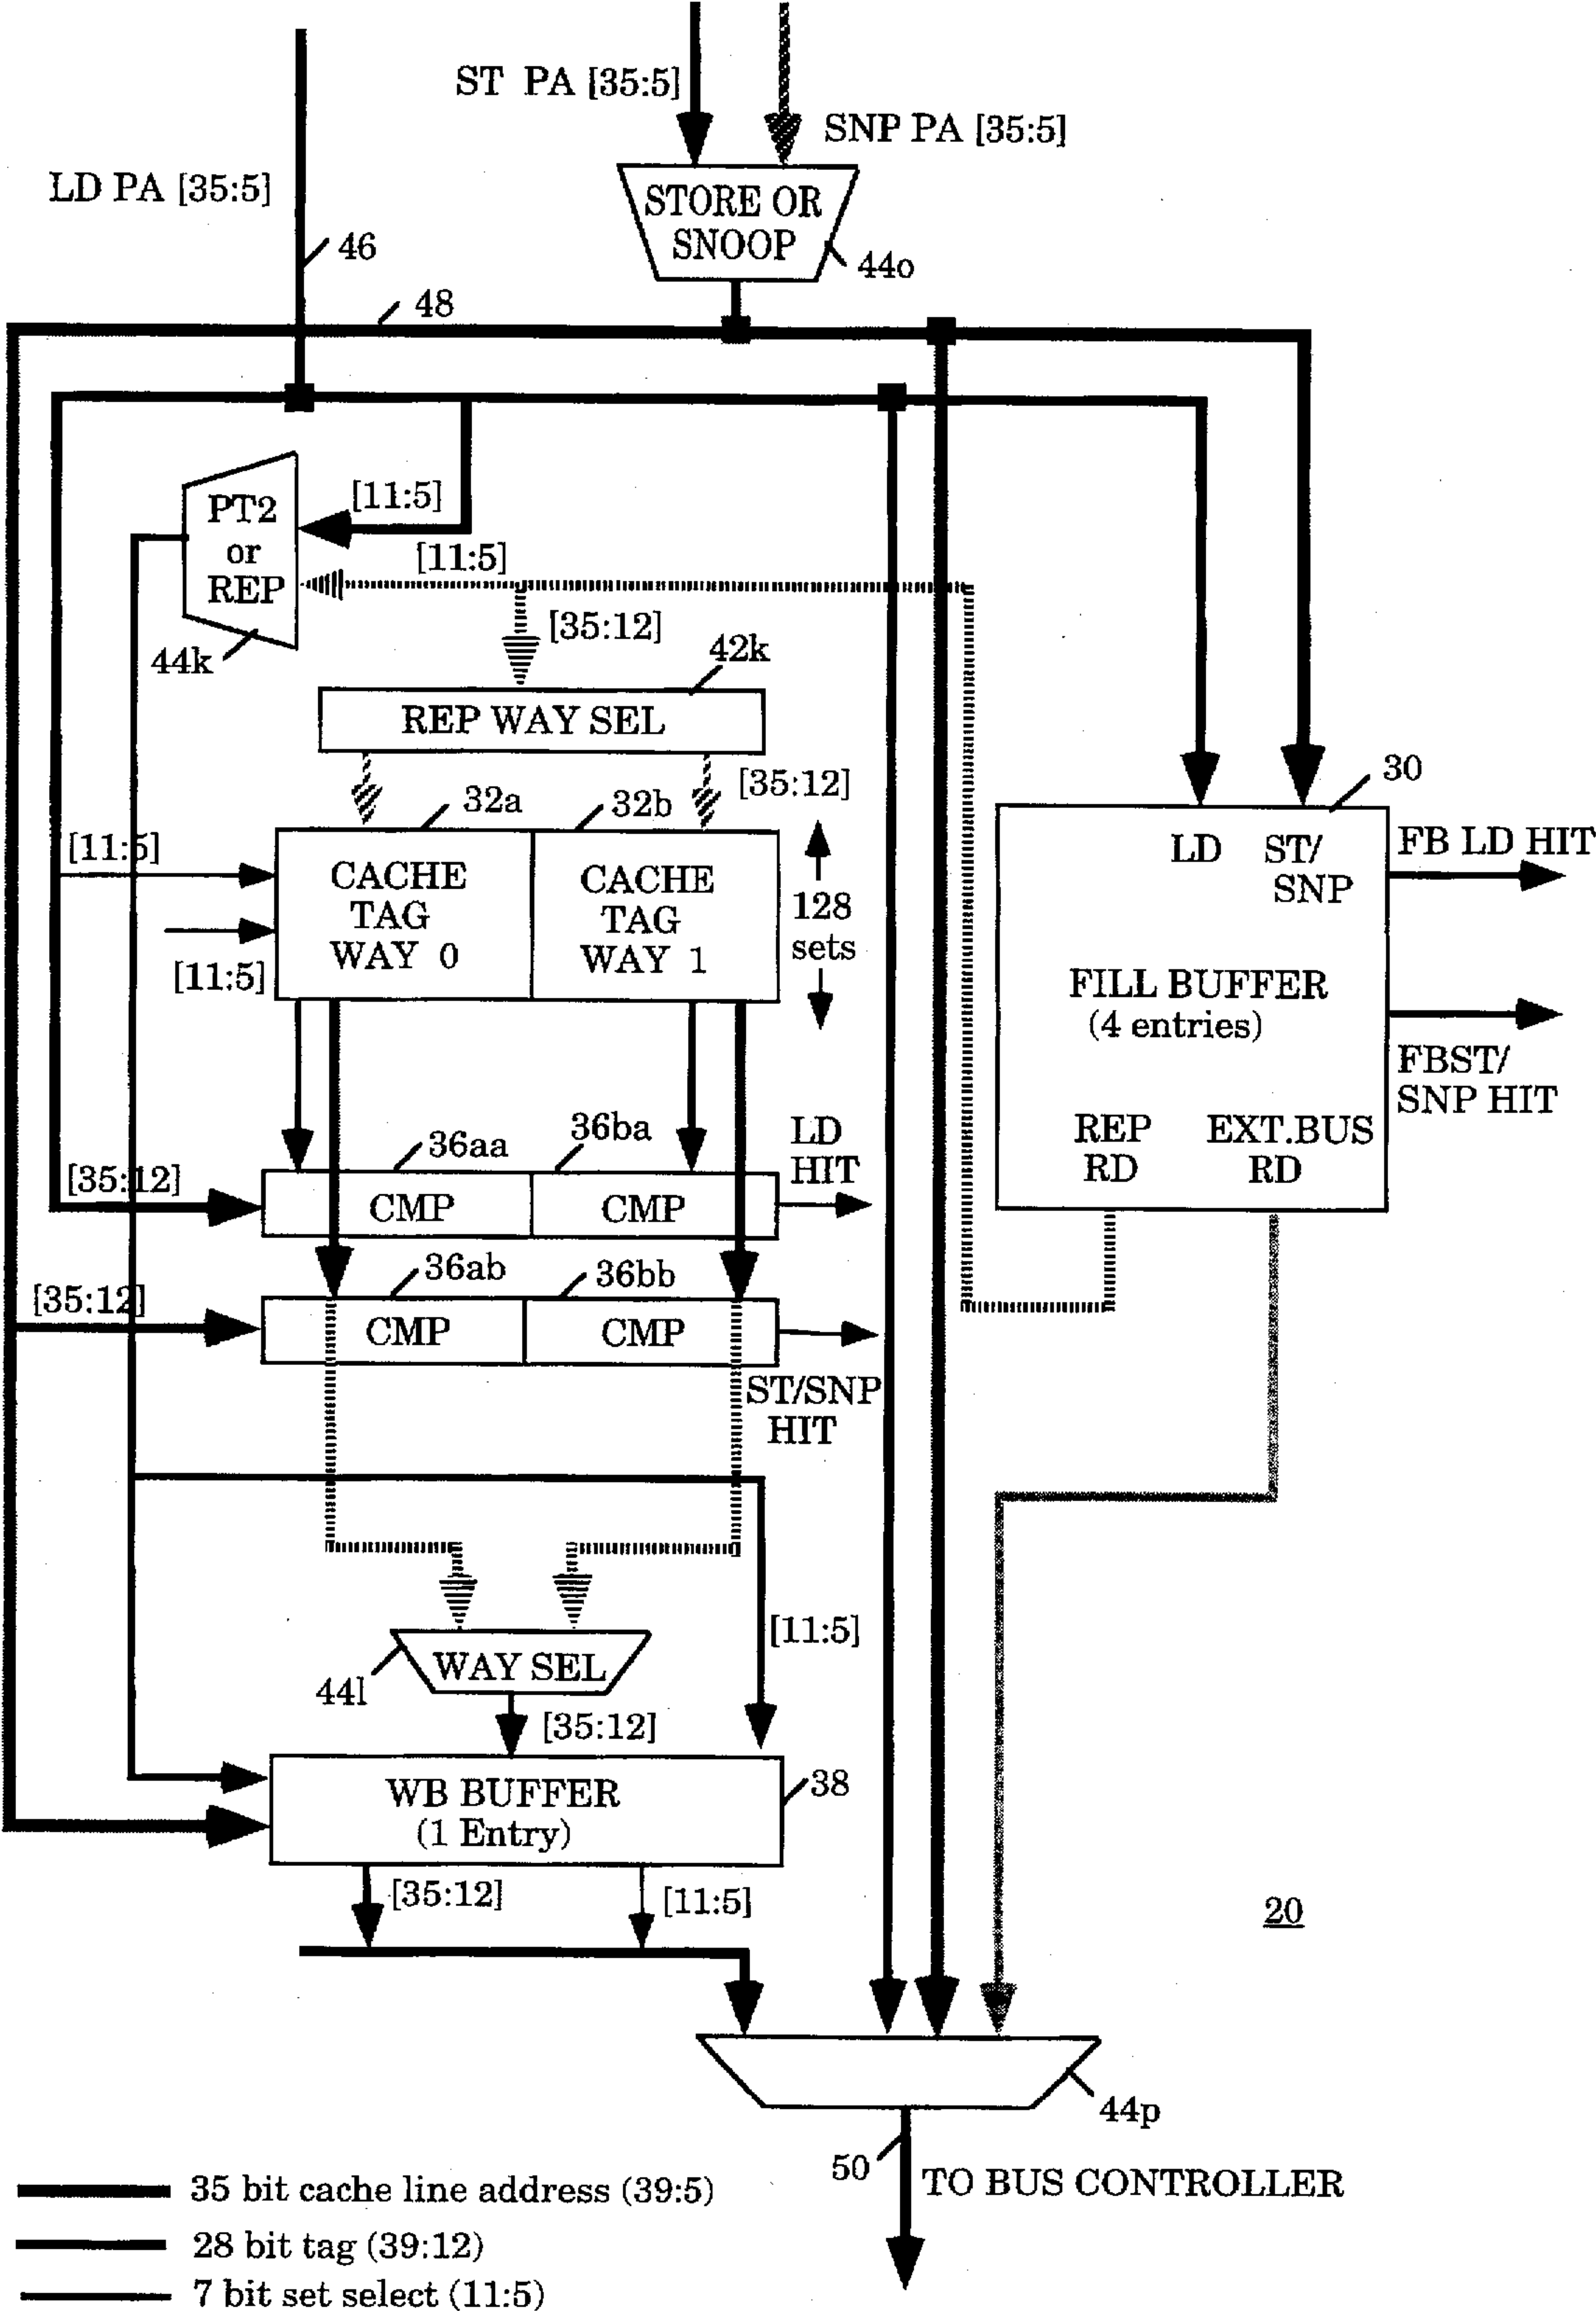 ST PA [35:5]
SNP PA [35:5]
LD PA [35:5]
STORE OR
SNOOP
46
44o
48
PT2
or
REP
[11:5]
[11:5]
[35:12]
44k
42k
REP WAY SEL
[35:12]
30
32a
32b
[11:5]
CACHE
TAG
WAY 0
CACHE
TAG
WAY 1
128
sets
[11:5]
LD
ST/
SNP
FB LD HIT
FILL BUFFER
(4 entries)
FBST/
SNP HIT
REP
RD
EXT.BUS
RD
36aa
36ba
LD
HIT
[35:12]
CMP
CMP
36ab
36bb
[35:12]
CMP
CMP
ST/SNP
HIT
[11:5]
WAY SEL
44l
[35:12]
WB BUFFER
(1 Entry)
38
[35:12]
[11:5]
20
44p
50
TO BUS CONTROLLER
35 bit cache line address (39:5)
28 bit tag (39:12)
7 bit set select (11:5)